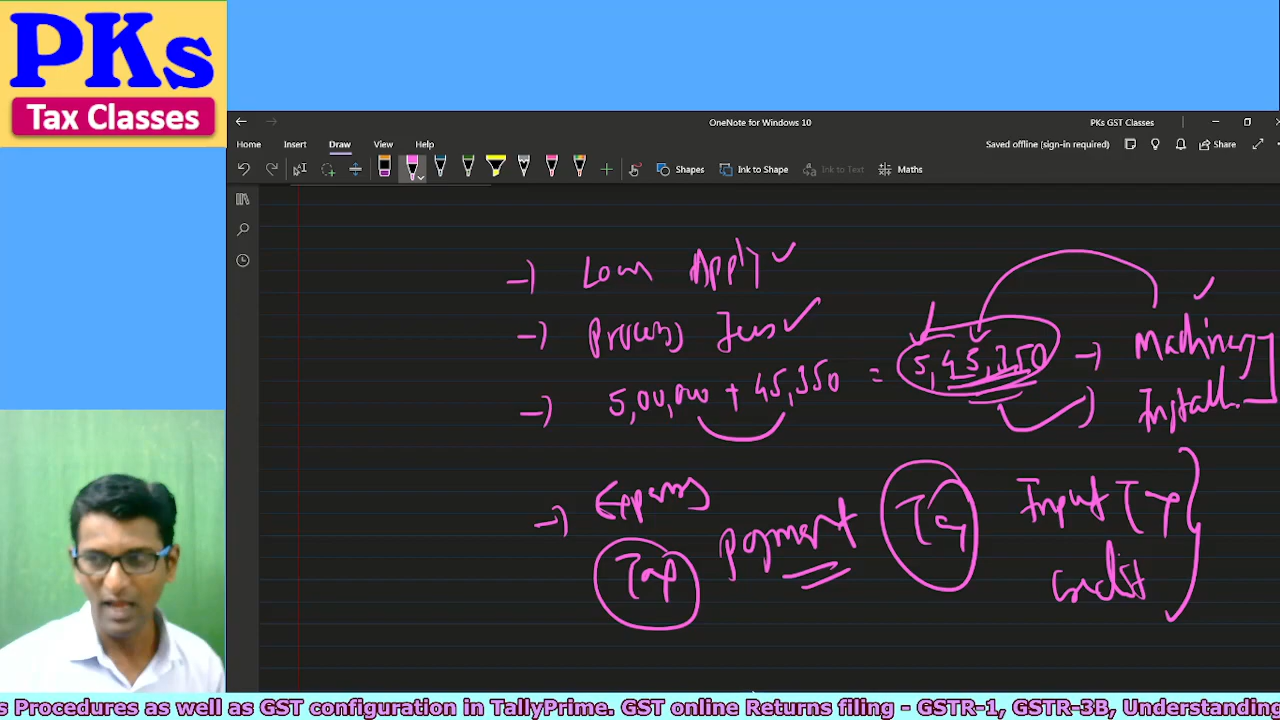 PKs
Tax Classes
OneNote for Windows 10
PKs GST Classes
Home Insert Draw View Help
Saved offline (sign-in required)
Share
Shapes
Ink to Shape
Ink to Text
Maths
Loan Apply
Process Fees
5,00,000 + 45,350 = 5,45,350
Machinery
Install.
Expenses
Tax
payment
Input Tax
Credit
s Procedures as well as GST configuration in TallyPrime. GST online Returns filing - GSTR-1, GSTR-3B, Understanding